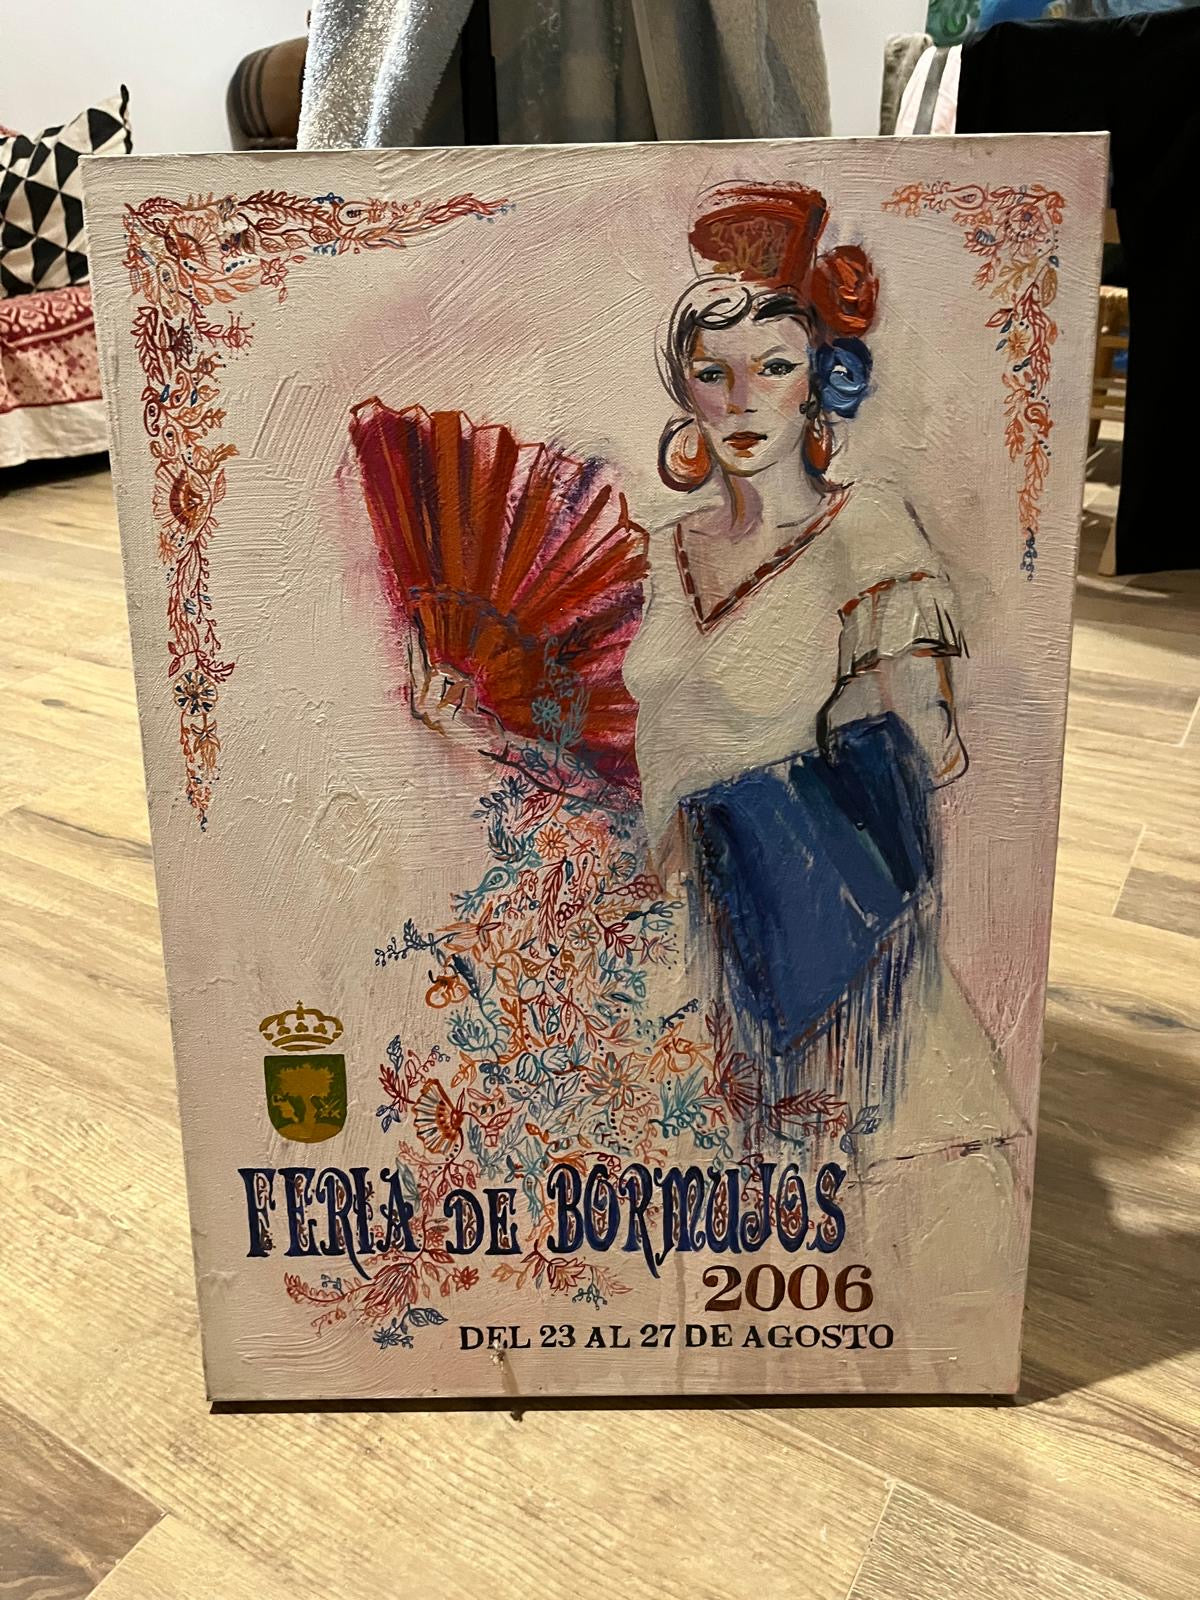 FERIA DE BORMUJOS
2006
DEL 23 AL 27 DE AGOSTO